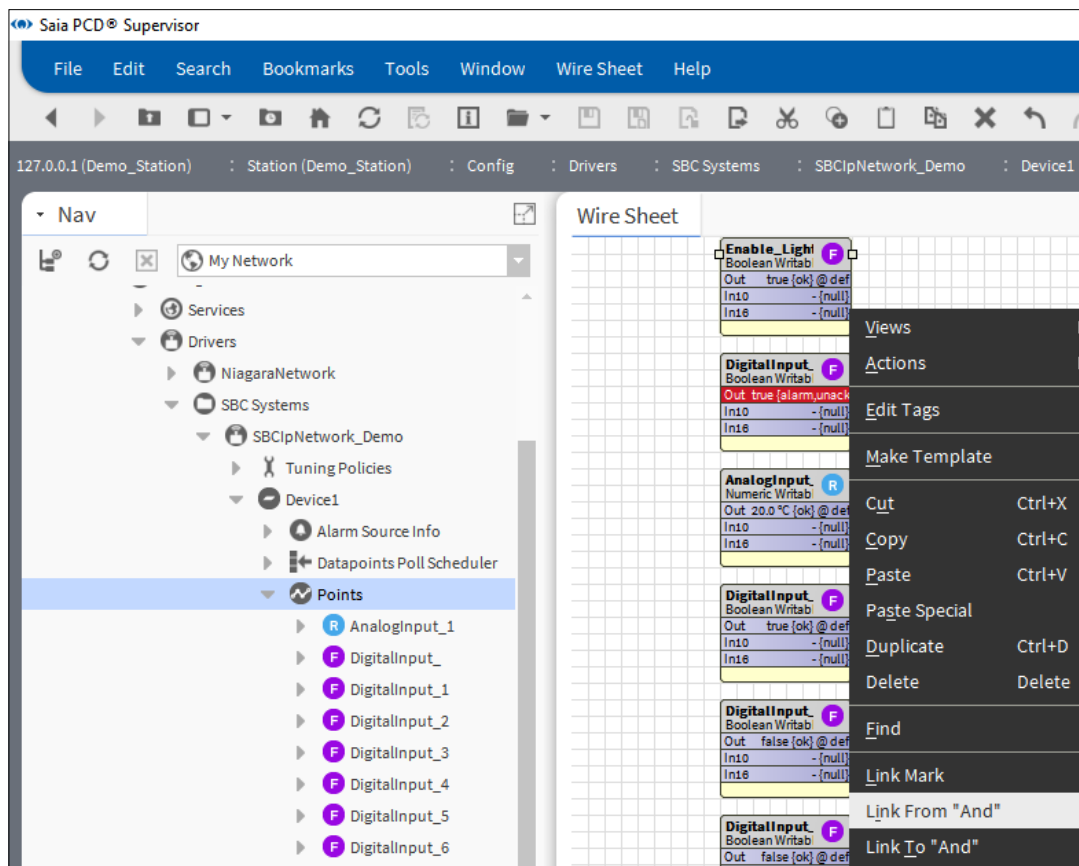 Saia PCD® Supervisor
File Edit Search Bookmarks Tools Window Wire Sheet Help
127.0.0.1 (Demo_Station) : Station (Demo_Station) : Config : Drivers : SBC Systems : SBCIpNetwork_Demo : Device1
Nav
My Network
Services
Drivers
NiagaraNetwork
SBC Systems
SBCIpNetwork_Demo
Tuning Policies
Device1
Alarm Source Info
Datapoints Poll Scheduler
Points
R AnalogInput_1
F DigitalInput_
F DigitalInput_1
F DigitalInput_2
F DigitalInput_3
F DigitalInput_4
F DigitalInput_5
F DigitalInput_6
Wire Sheet
Enable_Light F
Boolean Writab
Out true {ok} @ def
In10 - {null}
In16 - {null}
DigitalInput_ F
Boolean Writab
Out true {alarm,unack
In10 - {null}
In16 - {null}
AnalogInput_ R
Numeric Writab
Out 20.0 °C {ok} @ def
In10 - {null}
In16 - {null}
DigitalInput_ F
Boolean Writab
Out true {ok} @ def
In10 - {null}
In16 - {null}
DigitalInput_ F
Boolean Writab
Out false {ok} @ def
In10 - {null}
In16 - {null}
DigitalInput_ F
Boolean Writab
Out false {ok} @ def
Views
Actions
Edit Tags
Make Template
Cut Ctrl+X
Copy Ctrl+C
Paste Ctrl+V
Paste Special
Duplicate Ctrl+D
Delete Delete
Find
Link Mark
Link From "And"
Link To "And"